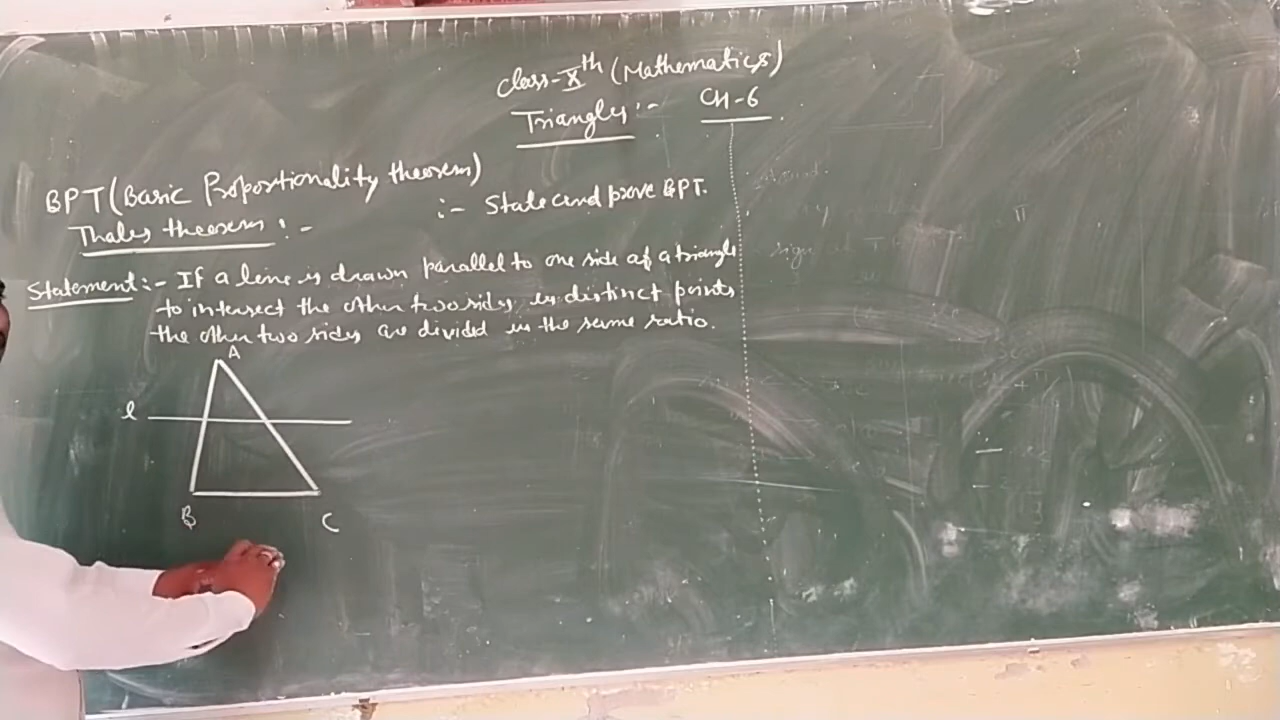 Class-Xth (Mathematics)
Triangles :- CH-6
BPT (Basic Proportionality theorem)
Thales theorem :-
:- State and prove BPT.
Statement :- If a line is drawn parallel to one side of a triangle
to intersect the other two sides in distinct points
the other two sides are divided in the same ratio.
A
l
B
C